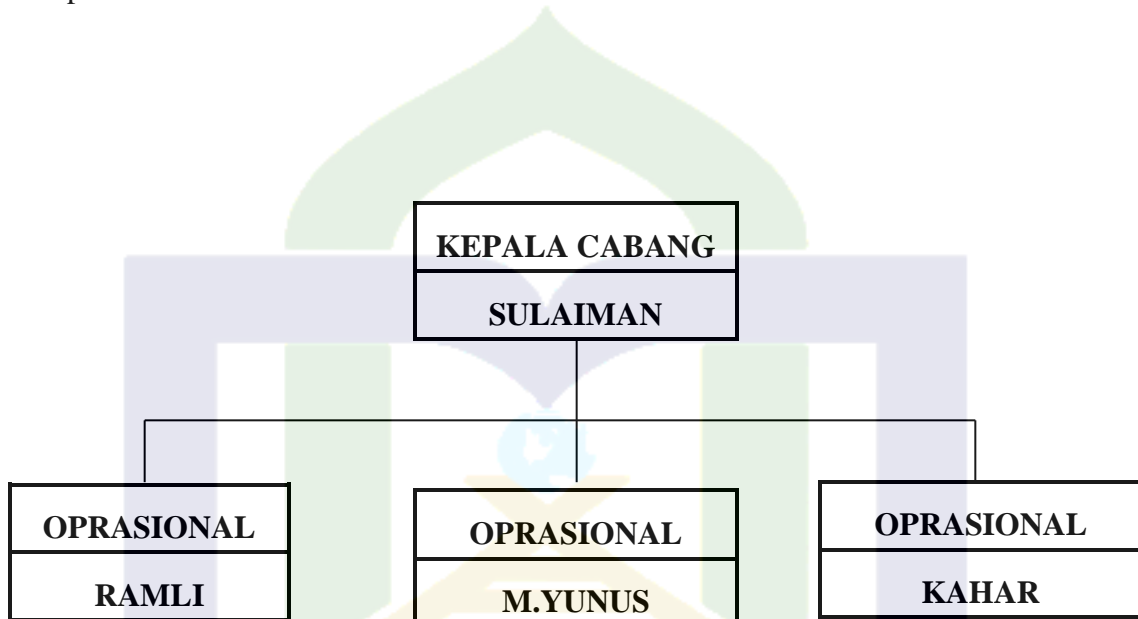 KEPALA CABANG
SULAIMAN
OPRASIONAL
RAMLI
OPRASIONAL
M.YUNUS
OPRASIONAL
KAHAR